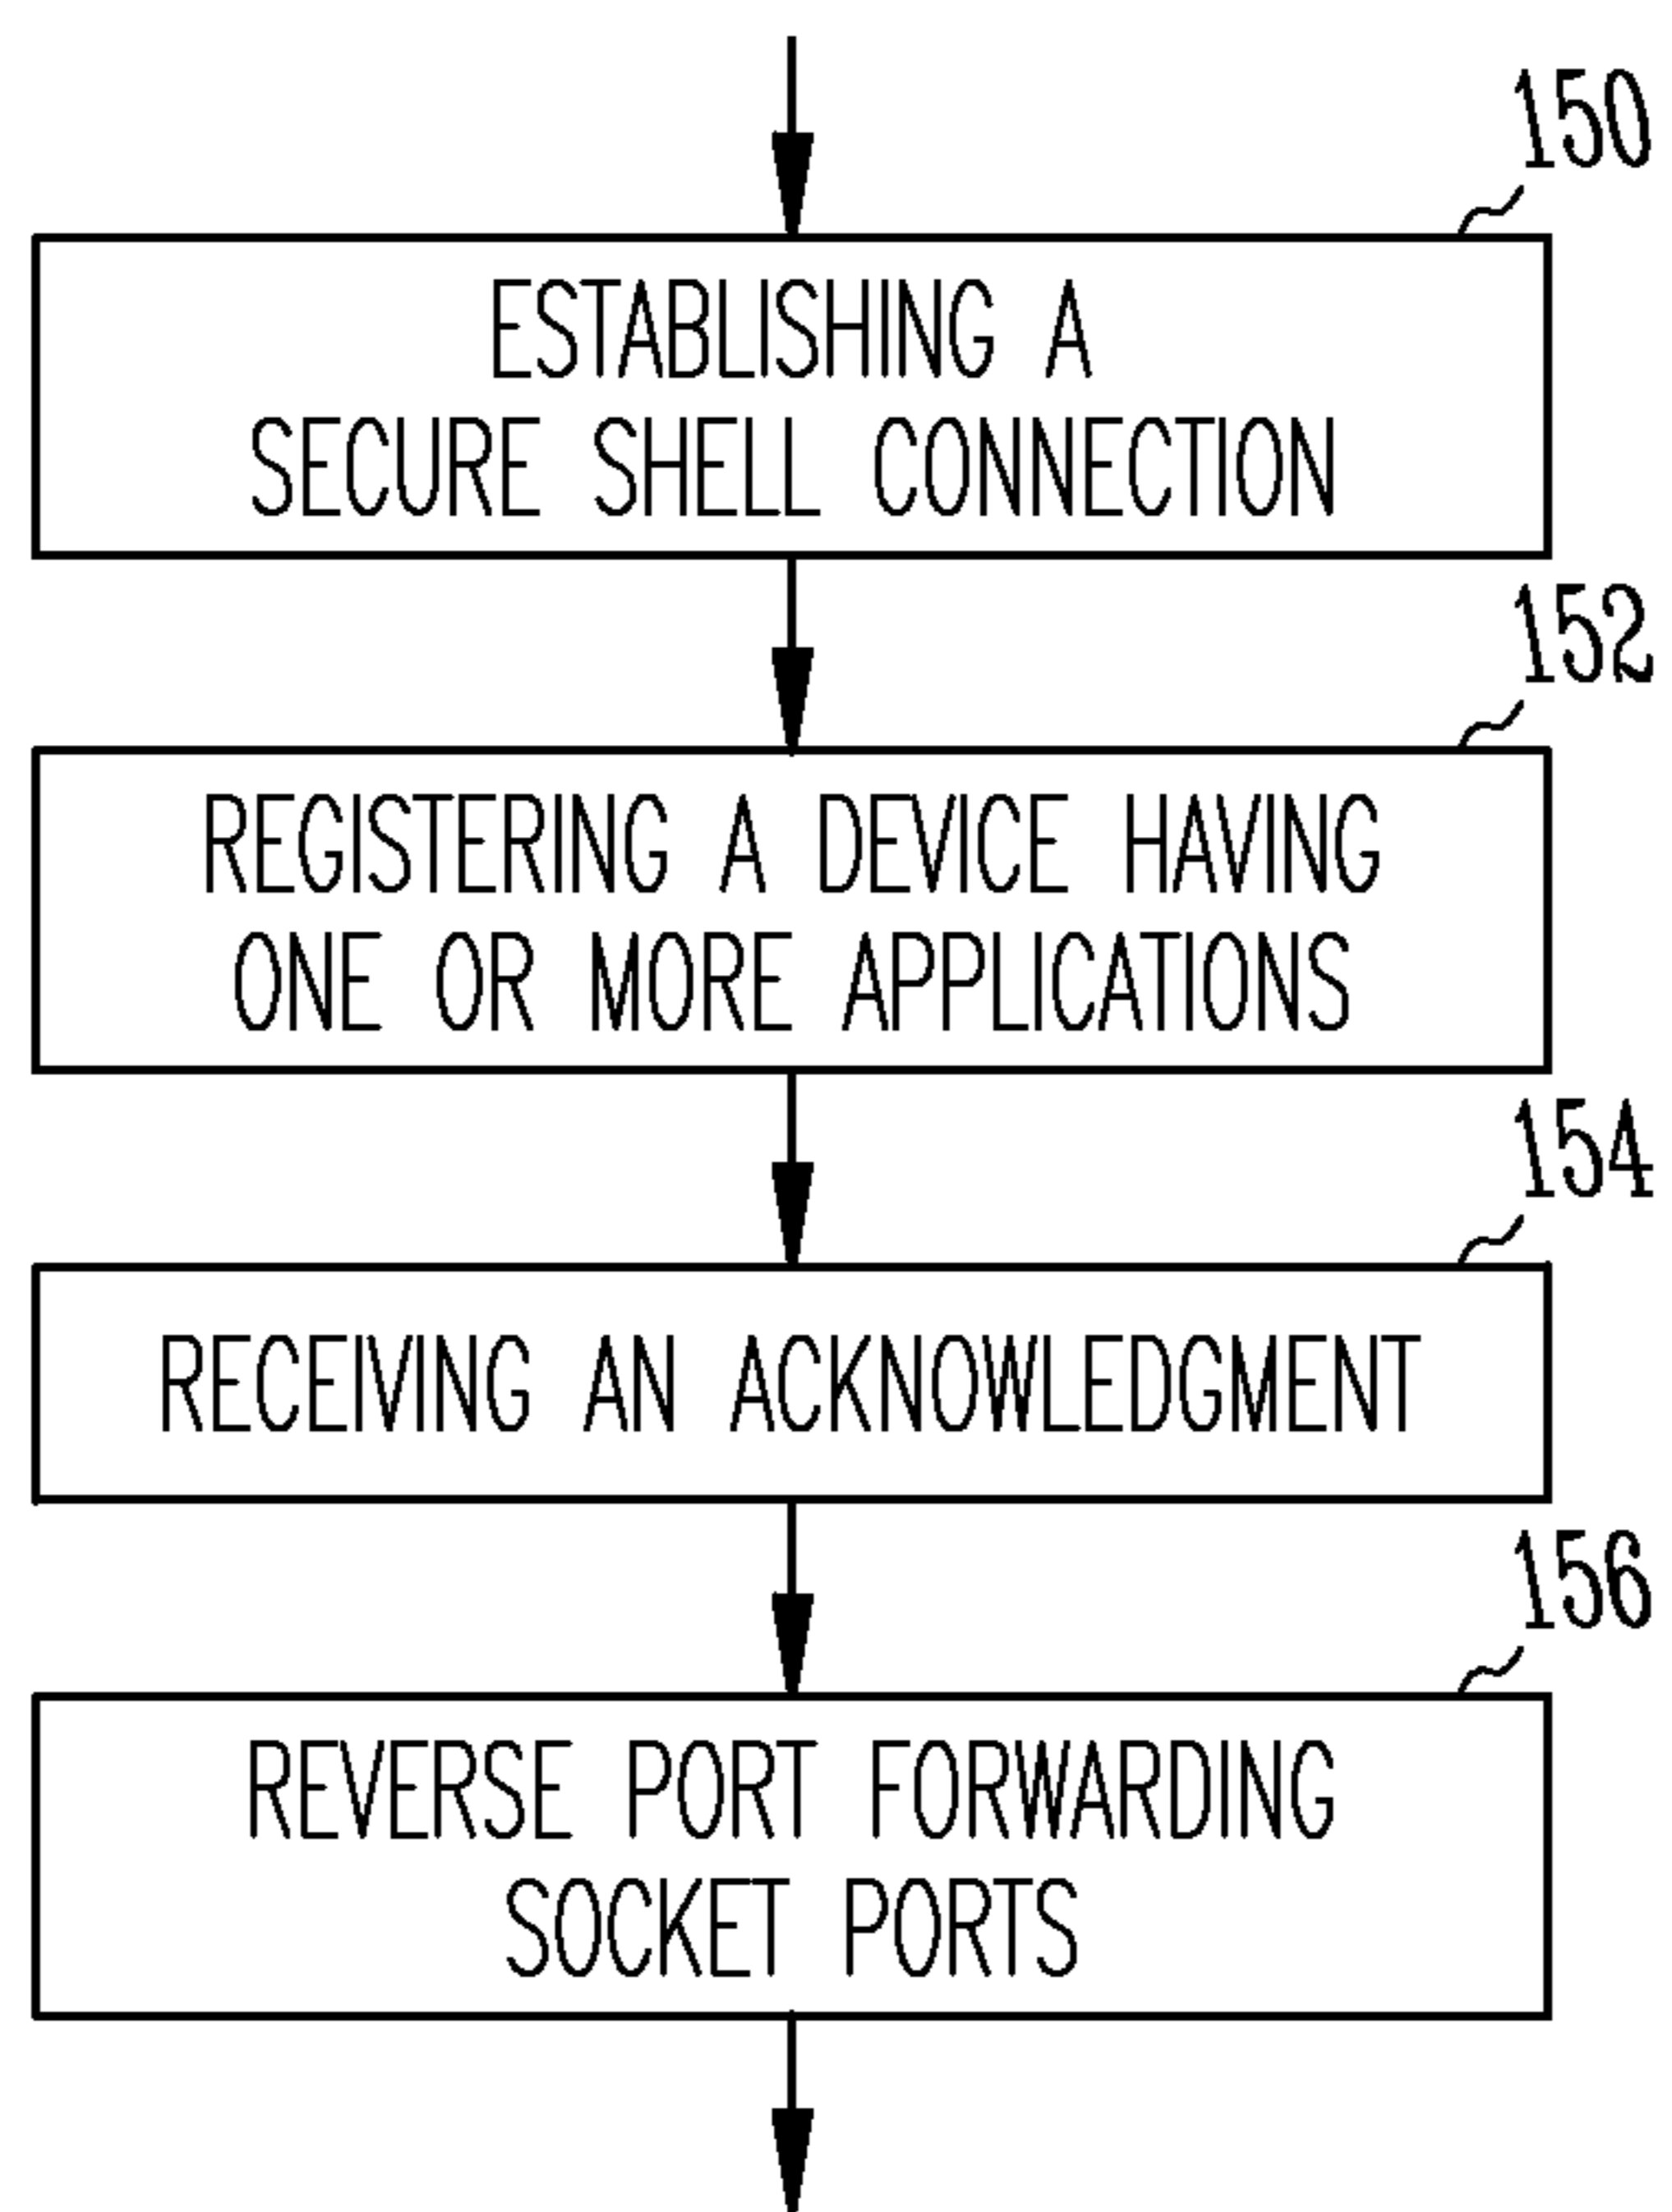 150
ESTABLISHING A
SECURE SHELL CONNECTION
152
REGISTERING A DEVICE HAVING
ONE OR MORE APPLICATIONS
154
RECEIVING AN ACKNOWLEDGMENT
156
REVERSE PORT FORWARDING
SOCKET PORTS